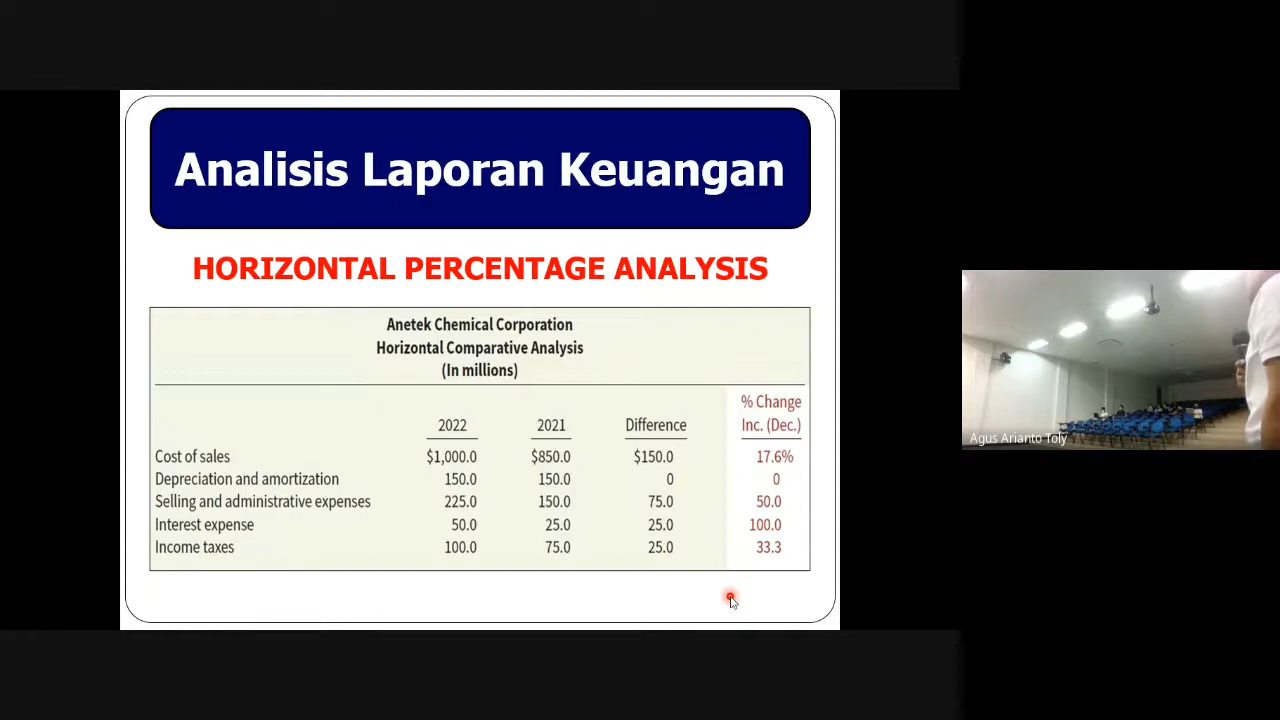 Analisis Laporan Keuangan
HORIZONTAL PERCENTAGE ANALYSIS
Anetek Chemical Corporation
Horizontal Comparative Analysis
(In millions)
% Change
2022 2021 Difference Inc. (Dec.)
Cost of sales $1,000.0 $850.0 $150.0 17.6%
Depreciation and amortization 150.0 150.0 0 0
Selling and administrative expenses 225.0 150.0 75.0 50.0
Interest expense 50.0 25.0 25.0 100.0
Income taxes 100.0 75.0 25.0 33.3
Agus Arianto Toly